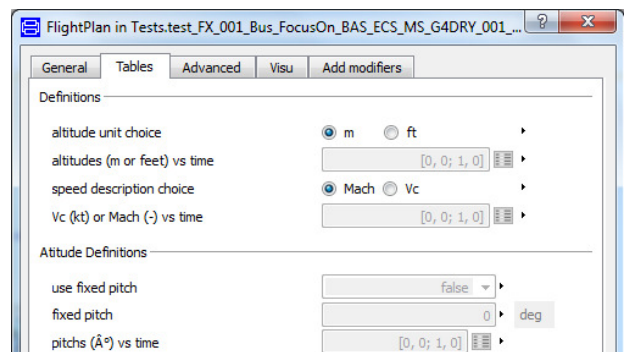 FlightPlan in Tests.test_FX_001_Bus_FocusOn_BAS_ECS_MS_G4DRY_001_... ? X
General Tables Advanced Visu Add modifiers
Definitions
altitude unit choice m ft
altitudes (m or feet) vs time [0, 0; 1, 0]
speed description choice Mach Vc
Vc (kt) or Mach (-) vs time [0, 0; 1, 0]
Atitude Definitions
use fixed pitch false
fixed pitch 0 deg
pitchs (Âº) vs time [0, 0; 1, 0]